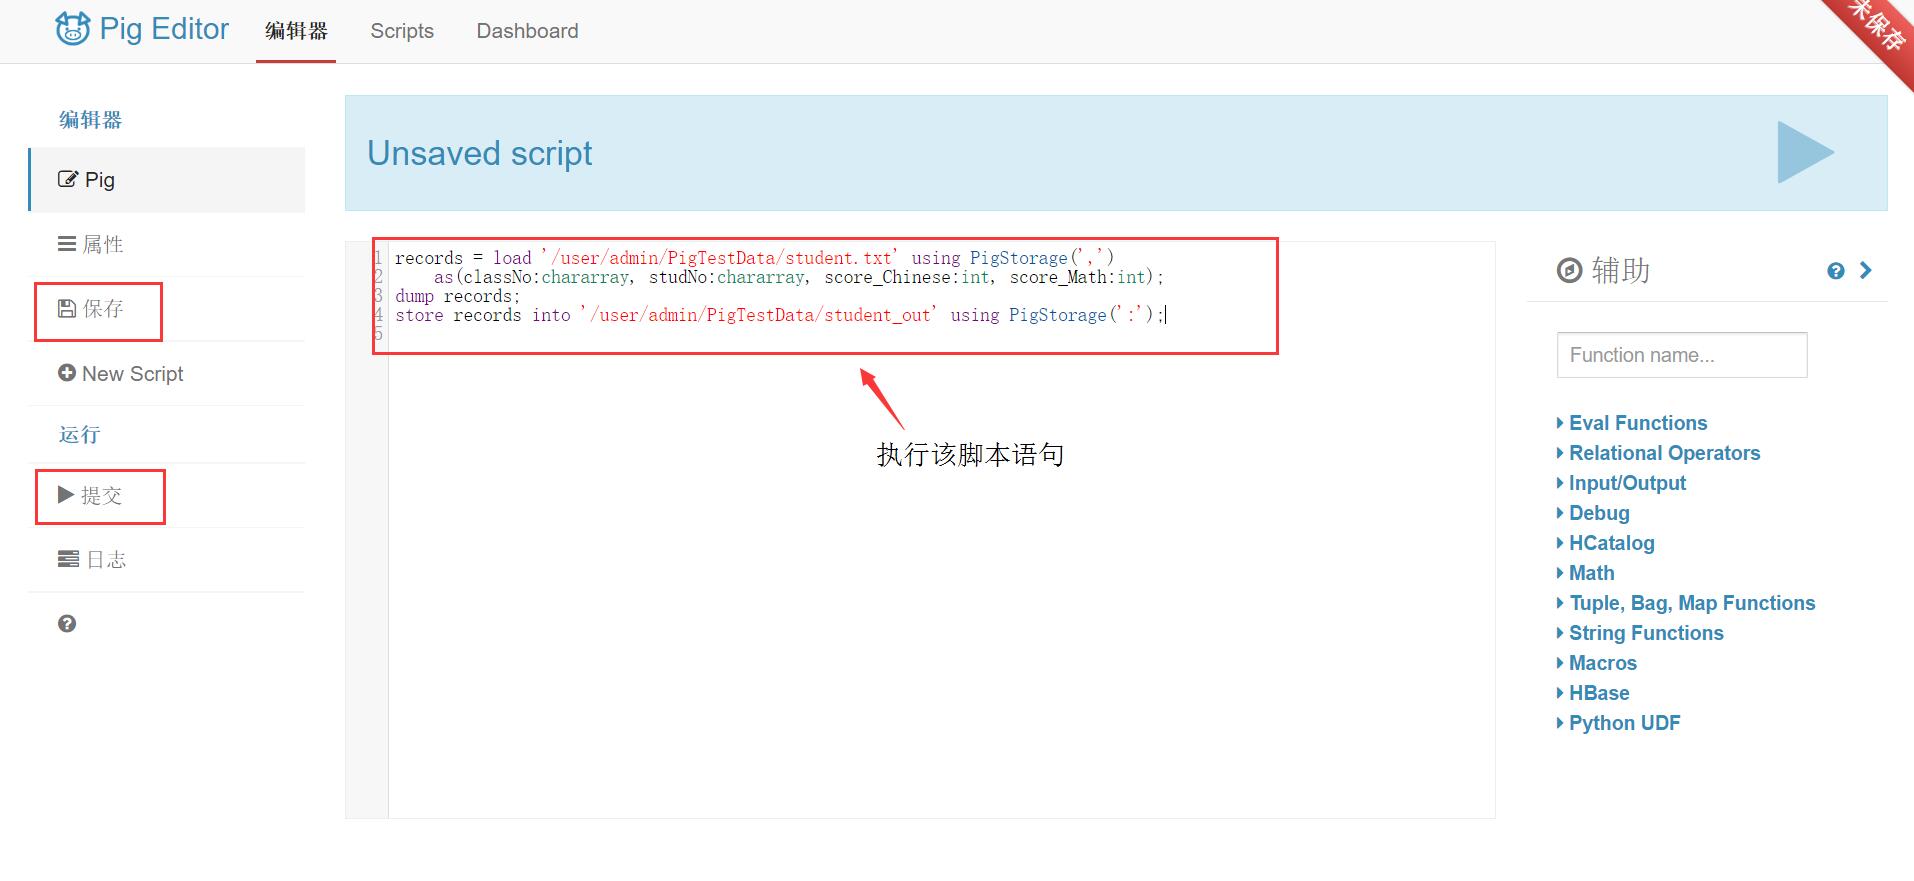 Pig Editor 编辑器 Scripts Dashboard
未保存
编辑器
Pig
属性
保存
New Script
运行
提交
日志
Unsaved script
1 records = load '/user/admin/PigTestData/student.txt' using PigStorage(',')
2 as(classNo:chararray, studNo:chararray, score_Chinese:int, score_Math:int);
3 dump records;
4 store records into '/user/admin/PigTestData/student_out' using PigStorage(':');
5
执行该脚本语句
辅助
Function name...
Eval Functions
Relational Operators
Input/Output
Debug
HCatalog
Math
Tuple, Bag, Map Functions
String Functions
Macros
HBase
Python UDF